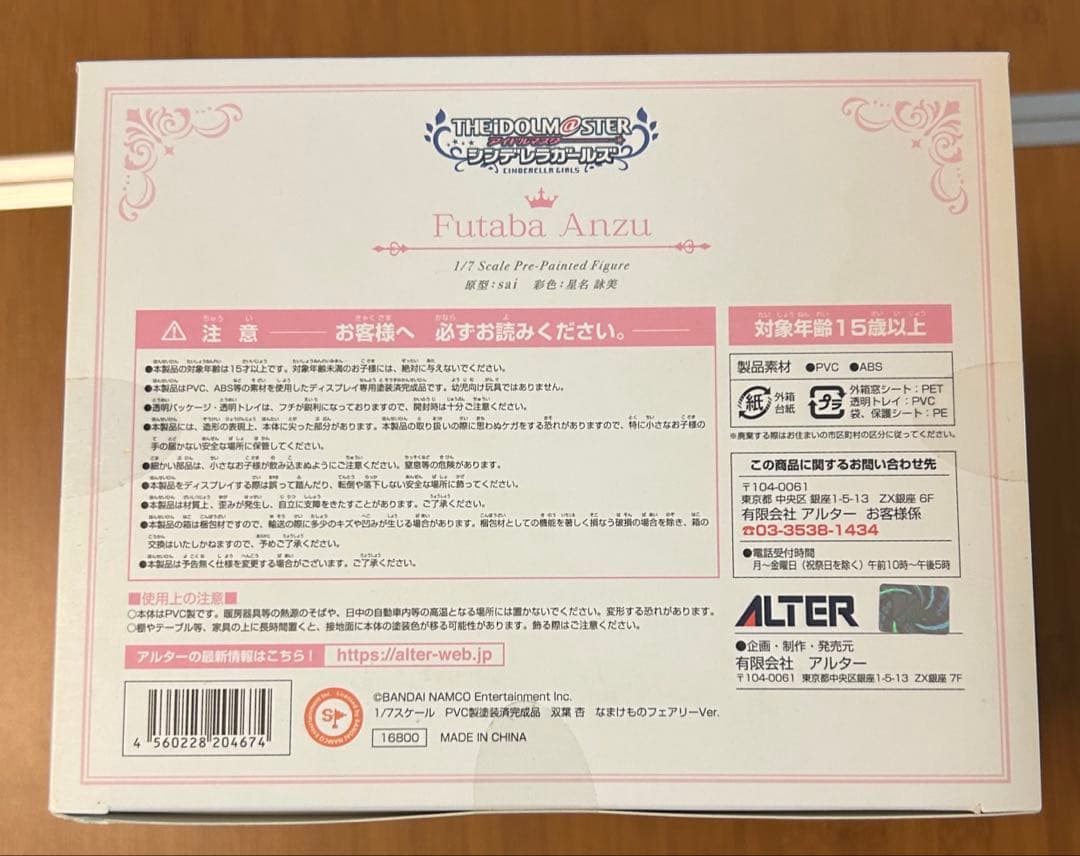 THE iDOLM@STER
アイドルマスター
シンデレラガールズ
CINDERELLA GIRLS
Futaba Anzu
1/7 Scale Pre-Painted Figure
原型:sai 彩色:星名 詠美
注意 お客様へ 必ずお読みください。
●本製品の対象年齢は15才以上です。対象年齢未満のお子様には、絶対に与えないでください。
●本製品はPVC、ABS等の素材を使用したディスプレイ専用塗装済完成品です。幼児向け玩具ではありません。
●透明パッケージ・透明トレイは、フチが鋭利になっておりますので、開封時は十分ご注意ください。
●本製品には、造形の表現上、本体に尖った部分があります。本製品の取り扱いの際に思わぬケガをする恐れがありますので、特に小さなお子様の
手の届かない安全な場所に保管してください。
●細かい部品は、小さなお子様が飲み込まぬようにご注意ください。窒息等の危険があります。
●本製品をディスプレイする際は誤って踏んだり、転倒や落下しない安全な場所に飾ってください。
●本製品は材質上、歪みが発生し、自立に支障をきたすことがあります。ご了承ください。
●本製品の箱は梱包材ですので、輸送の際に多少のキズや凹みが生じる場合があります。梱包材としての機能を著しく損なう破損の場合を除き、箱の
交換はいたしかねますので、予めご了承ください。
●本製品は予告無く仕様を変更する場合がございます。ご了承ください。
■使用上の注意■
○本体はPVC製です。暖房器具等の熱源のそばや、日中の自動車内等の高温となる場所には置かないでください。変形する恐れがあります。
○棚やテーブル等、家具の上に長時間置くと、接地面に本体の塗装色が移る可能性があります。飾る際はご注意ください。
アルターの最新情報はこちら! https://alter-web.jp
対象年齢15歳以上
製品素材 ●PVC ●ABS
紙 外箱
台紙
プラ 外箱窓シート:PET
透明トレイ:PVC
袋、保護シート:PE
※廃棄する際はお住まいの市区町村の区分に従ってください。
この商品に関するお問い合わせ先
〒104-0061
東京都 中央区 銀座1-5-13 ZX銀座 6F
有限会社 アルター お客様係
☎03-3538-1434
●電話受付時間
月~金曜日(祝祭日を除く)午前10時~午後5時
ALTER
●企画・制作・発売元
有限会社 アルター
〒104-0061 東京都中央区銀座1-5-13 ZX銀座 7F
4 560228 204674
Licensed by BANDAI NAMCO Entertainment Inc.
SP
©BANDAI NAMCO Entertainment Inc.
1/7スケール PVC製塗装済完成品 双葉 杏 なまけものフェアリーVer.
16800 MADE IN CHINA